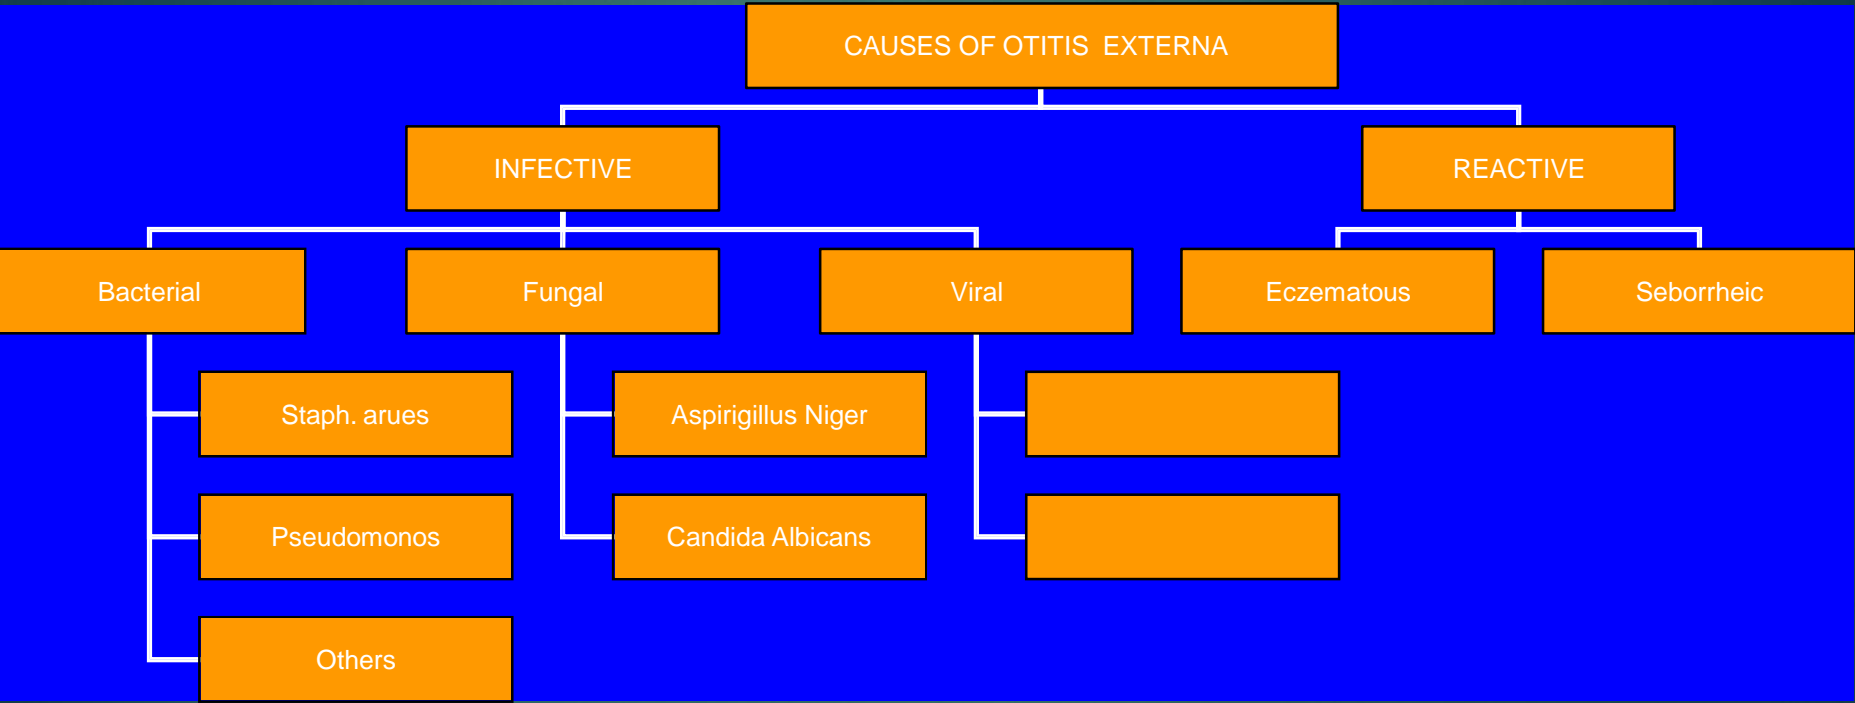 CAUSES OF OTITIS EXTERNA
INFECTIVE
REACTIVE
Bacterial
Fungal
Viral
Eczematous
Seborrheic
Staph. arues
Aspirigillus Niger
Pseudomonos
Candida Albicans
Others